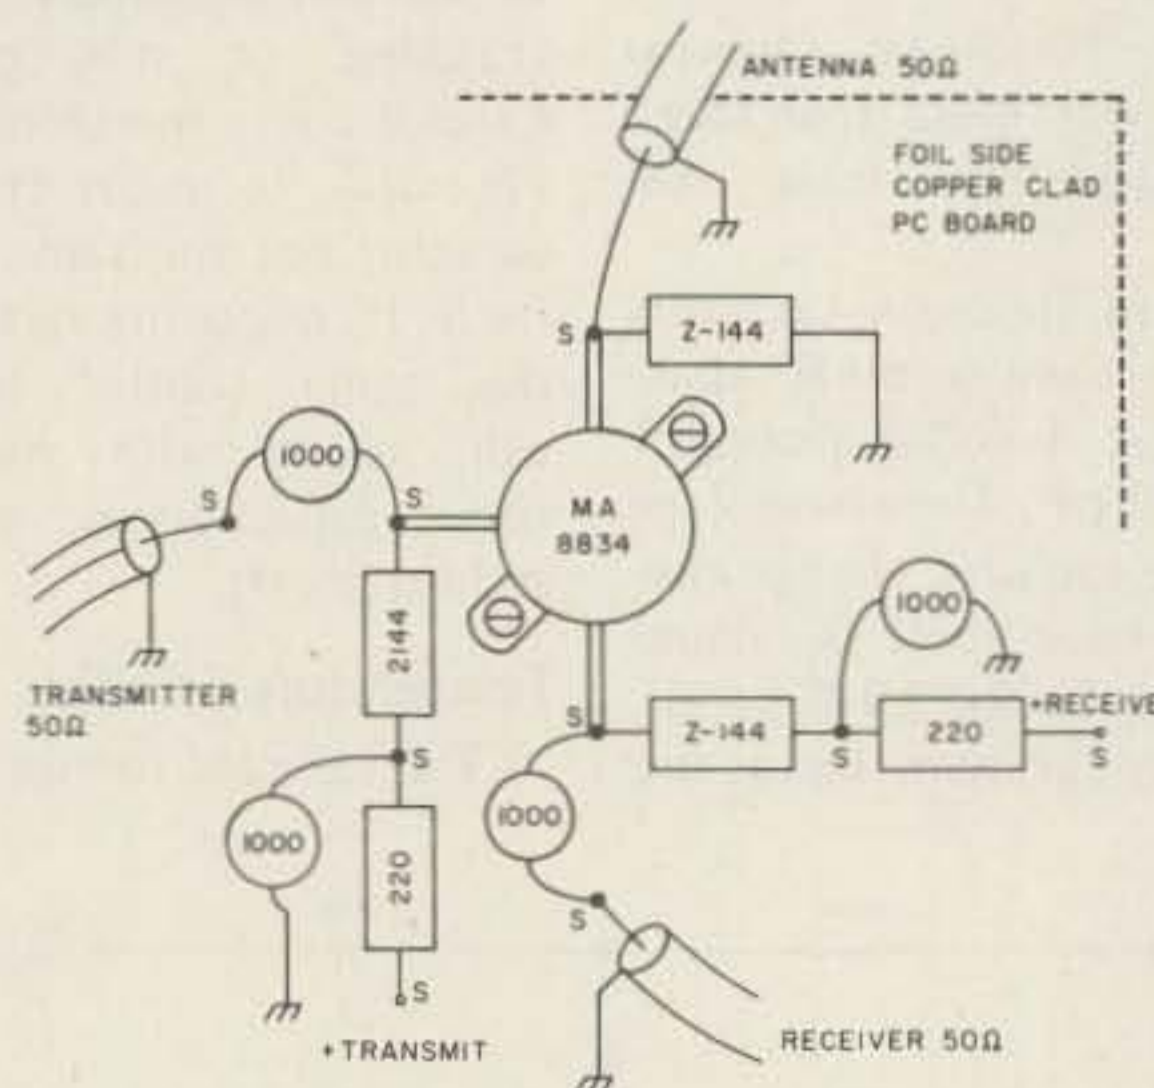 ANTENNA 50Ω
FOIL SIDE
COPPER CLAD
PC BOARD
S
Z-144
1000
S
S
MA
8834
1000
2144
TRANSMITTER
50Ω
S
Z-144
S
220
+RECEIVE
S
S
1000
1000
220
S
S
+TRANSMIT
RECEIVER 50Ω